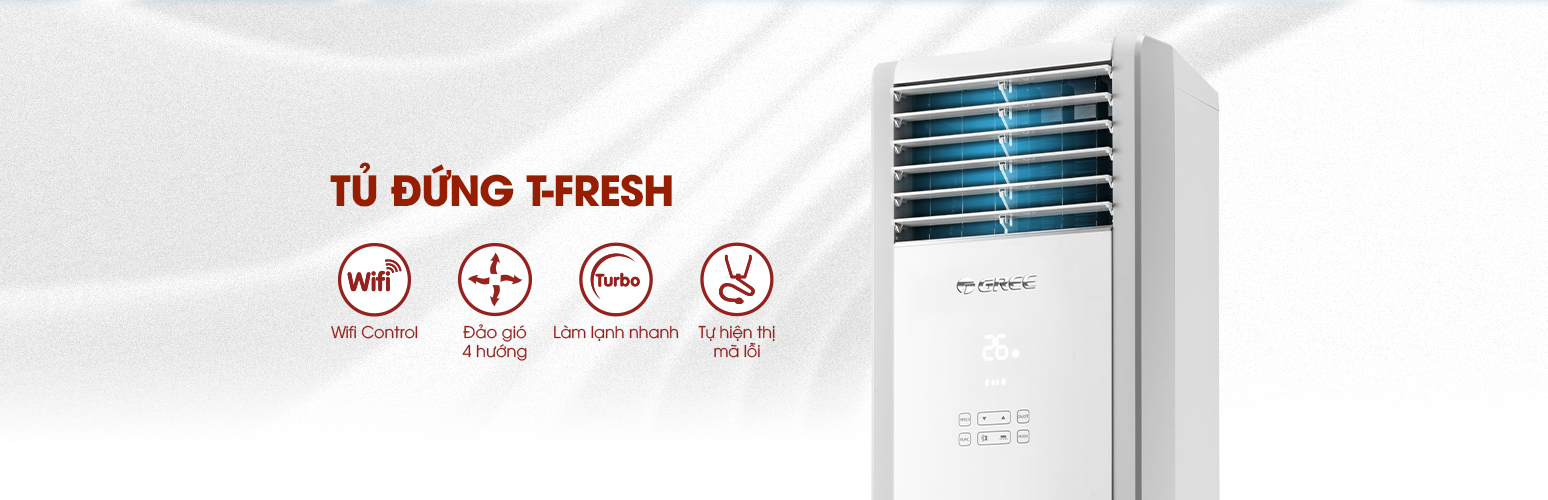 TỦ ĐỨNG T-FRESH
Wifi
Turbo
Wifi Control
Đảo gió
4 hướng
Làm lạnh nhanh
Tự hiện thị
mã lỗi
GREE
26